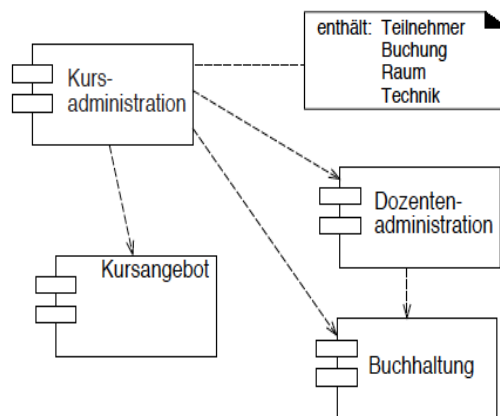 enthält: Teilnehmer
Buchung
Raum
Technik
Kurs-
administration
Dozenten-
administration
Kursangebot
Buchhaltung